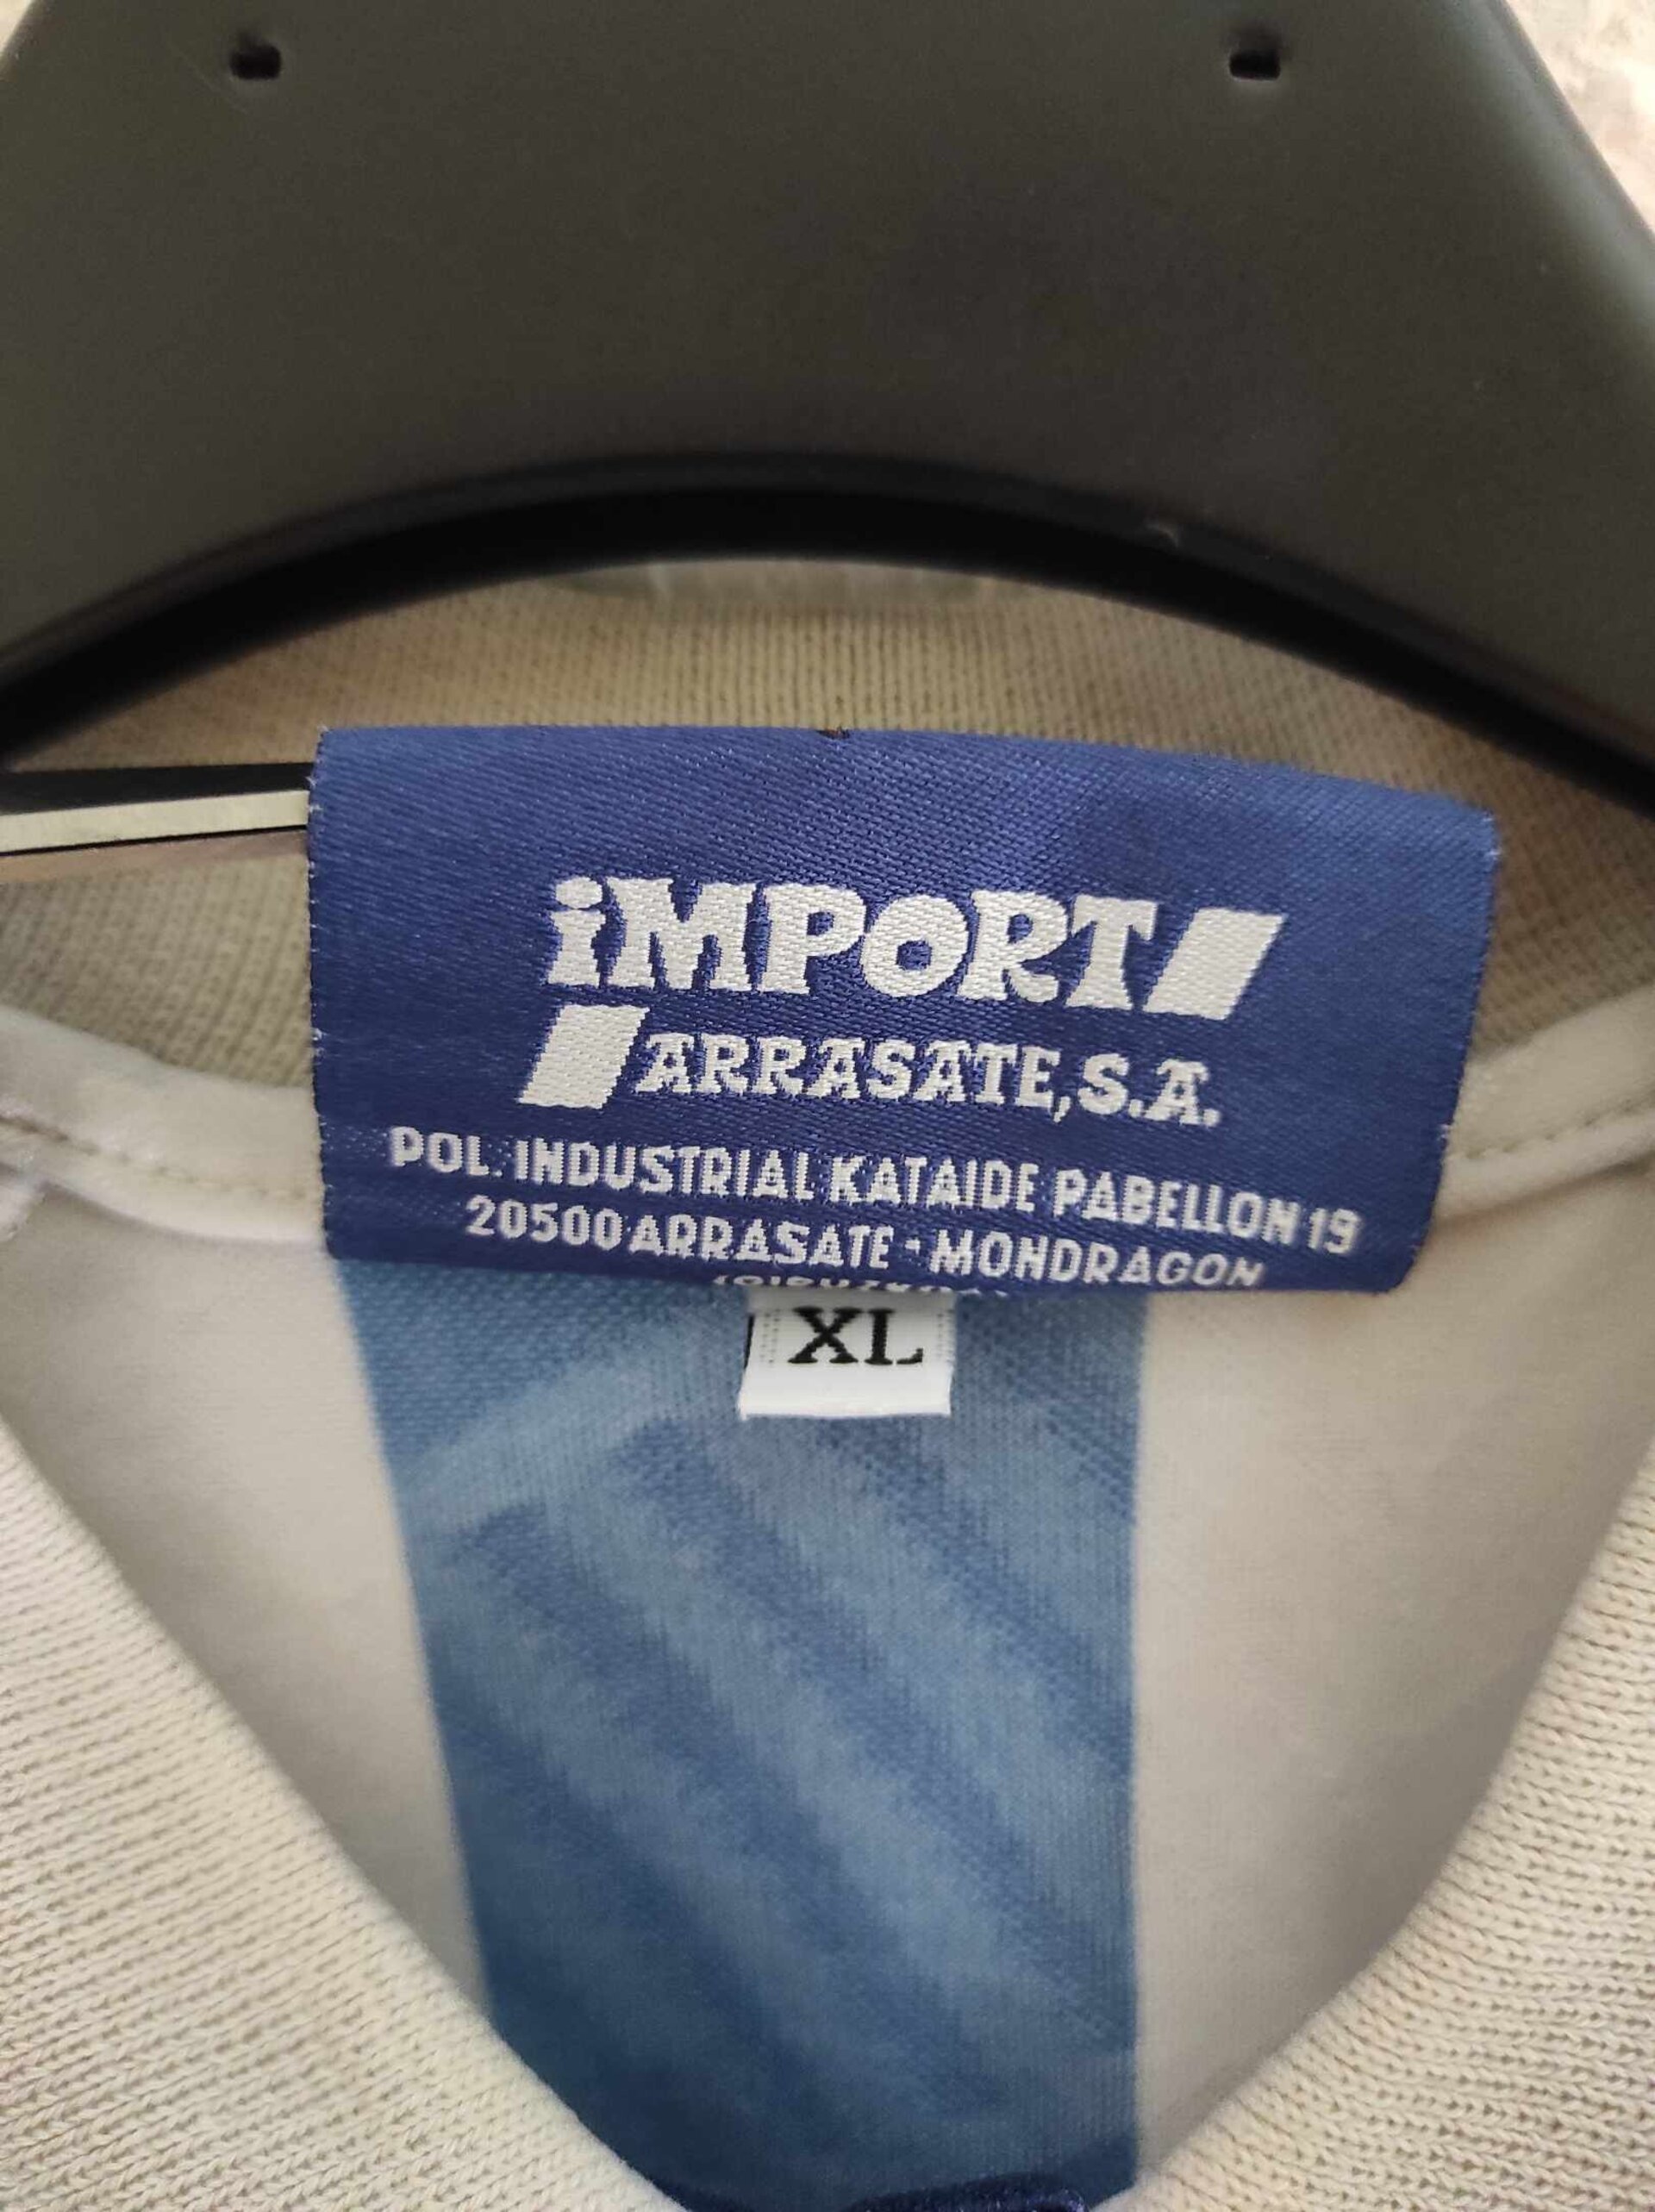 iMPORT
ARRASATE, S.A.
POL. INDUSTRIAL KATAIDE PABELLON 19
20500 ARRASATE - MONDRAGON
XL